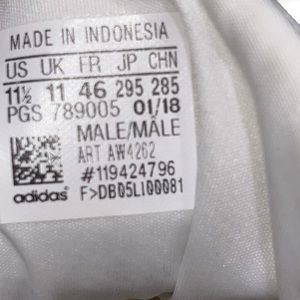 MADE IN INDONESIA
US UK FR JP CHN
11½ 11 46 295 285
PGS 789005 01/18
MALE/MÂLE
ART AW4262
#119424796
adidas® F>DB05LI00081